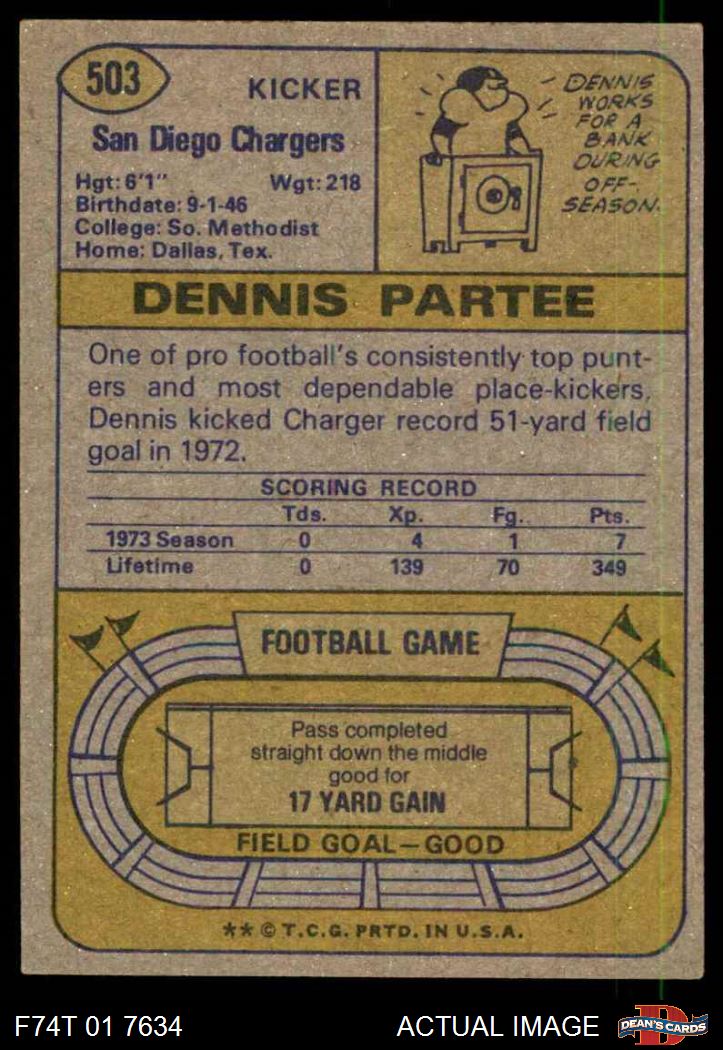 503
KICKER
San Diego Chargers
Hgt: 6'1" Wgt: 218
Birthdate: 9-1-46
College: So. Methodist
Home: Dallas, Tex.
DENNIS
WORKS
FOR A
BANK
DURING
OFF-
SEASON.
DENNIS PARTEE
One of pro football's consistently top punt-
ers and most dependable place-kickers,
Dennis kicked Charger record 51-yard field
goal in 1972.
SCORING RECORD
Tds. Xp. Fg. Pts.
1973 Season 0 4 1 7
Lifetime 0 139 70 349
FOOTBALL GAME
Pass completed
straight down the middle
good for
17 YARD GAIN
FIELD GOAL—GOOD
** © T.C.G. PRTD. IN U.S.A.
F74T 01 7634 ACTUAL IMAGE
D
DEAN'S CARDS